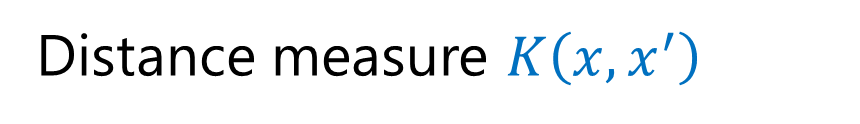 Distance measure K(x, x′)